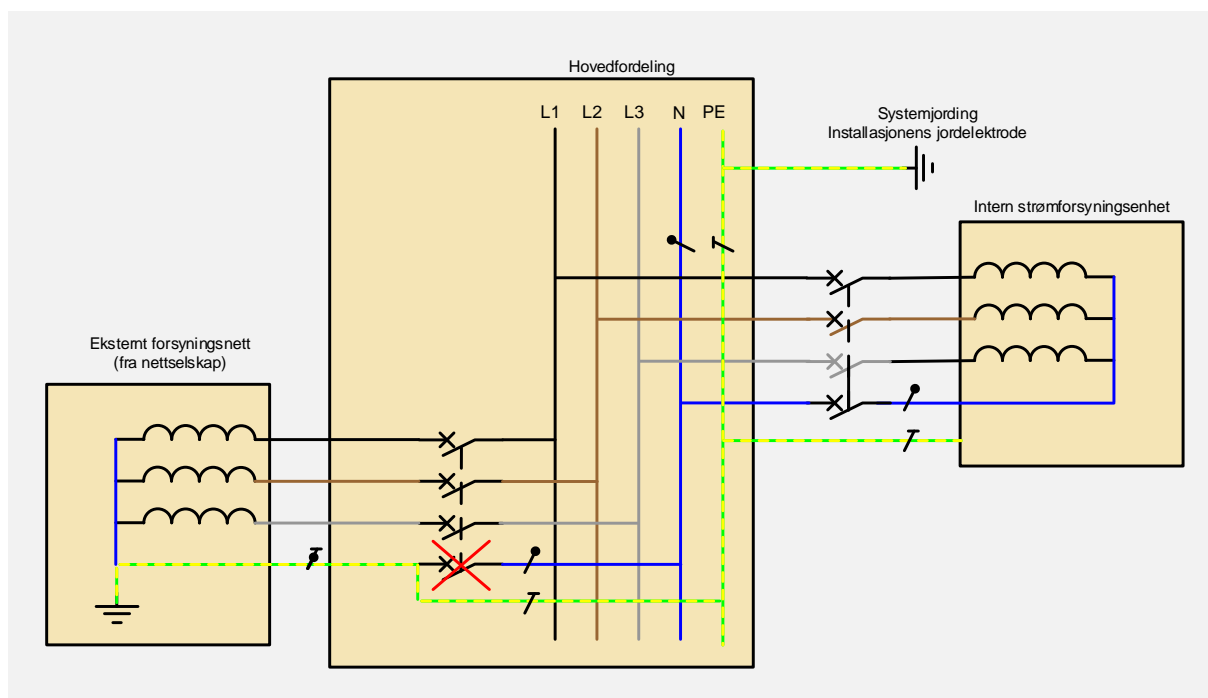 Hovedfordeling
L1 L2 L3 N PE
Systemjording
Installasjonens jordelektrode
Intern strømforsyningsenhet
Eksternt forsyningsnett
(fra nettselskap)